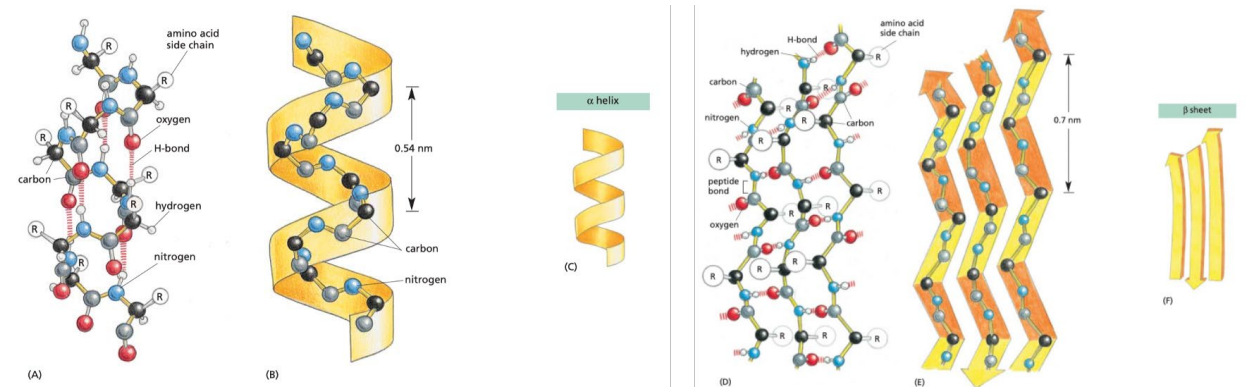 amino acid
side chain
R
R
R
oxygen
H-bond
R
carbon
R
R
hydrogen
R
R
nitrogen
R
(A)
0.54 nm
carbon
nitrogen
(B)
α helix
(C)
amino acid
side chain
H-bond
hydrogen
R
carbon
R
R
nitrogen
R
carbon
R
R
peptide
bond
R
oxygen
R
R
R
R
R
R
R
R
(D)
0.7 nm
(E)
β sheet
(F)